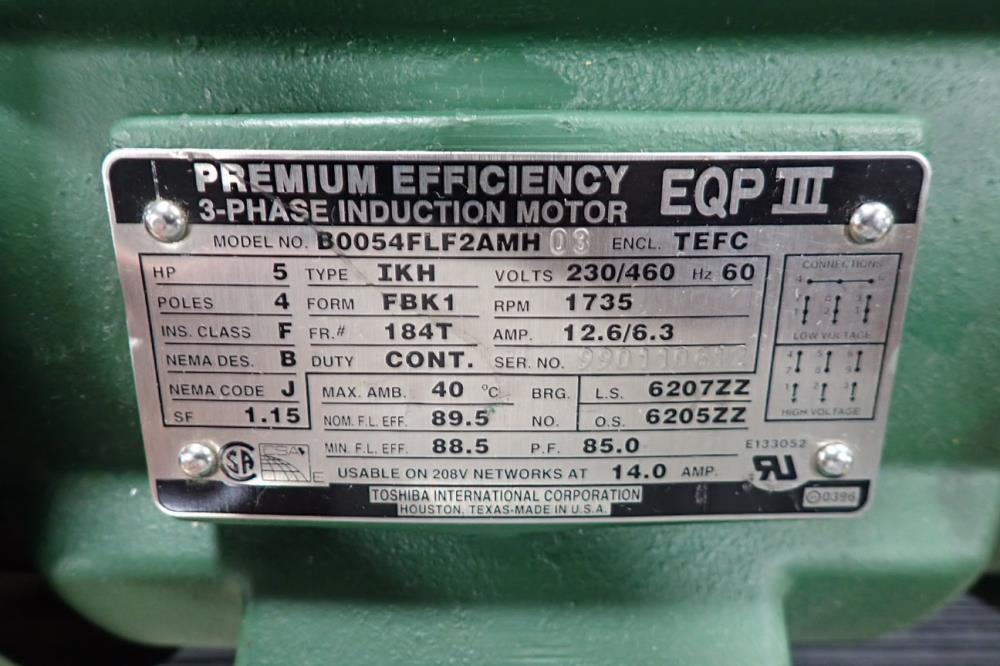 PREMIUM EFFICIENCY EQP III
3-PHASE INDUCTION MOTOR
MODEL NO. B0054FLF2AMH 03 ENCL. TEFC
HP 5 TYPE IKH VOLTS 230/460 Hz 60
POLES 4 FORM FBK1 RPM 1735
INS. CLASS F FR.# 184T AMP. 12.6/6.3
NEMA DES. B DUTY CONT. SER. NO. 990110612
NEMA CODE J MAX. AMB. 40 °C BRG. L.S. 6207ZZ
SF 1.15 NOM. F.L. EFF. 89.5 NO. O.S. 6205ZZ
MIN. F.L. EFF. 88.5 P.F. 85.0
USABLE ON 208V NETWORKS AT 14.0 AMP.
CONNECTIONS
LOW VOLTAGE
HIGH VOLTAGE
E133052
SA
E
TOSHIBA INTERNATIONAL CORPORATION
HOUSTON, TEXAS-MADE IN U.S.A.
0396